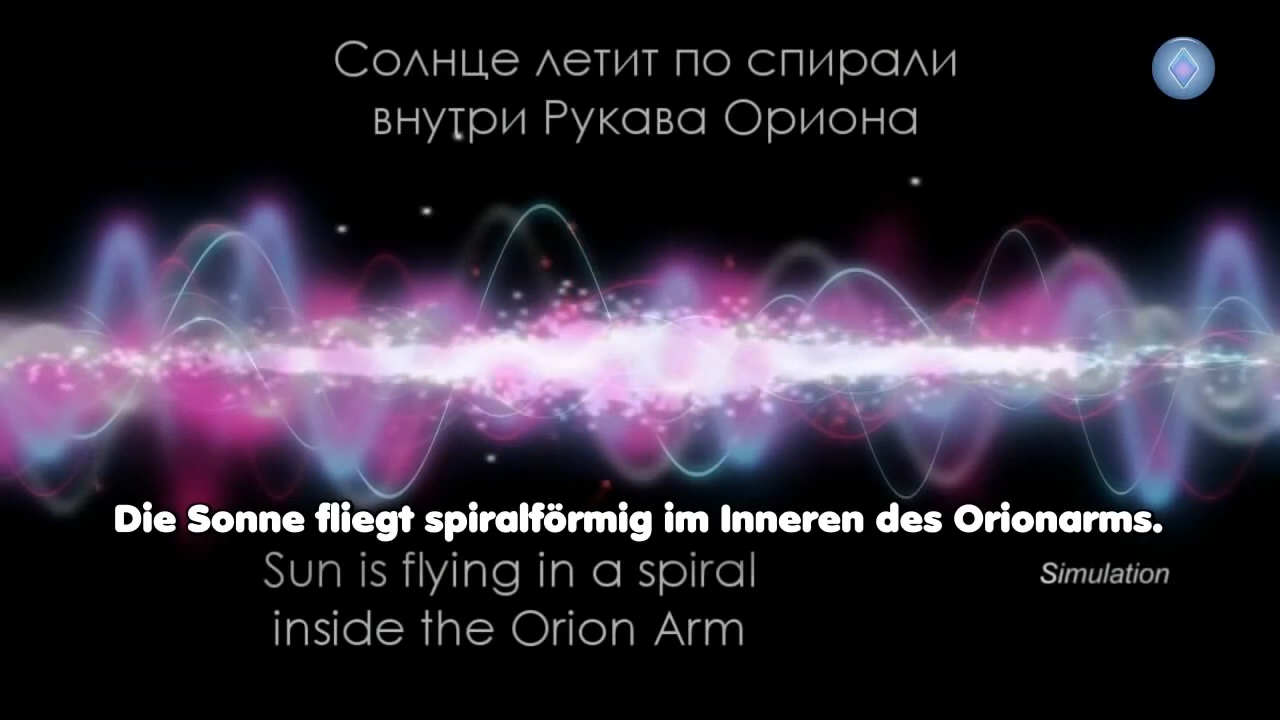 Солнце летит по спирали
внутри Рукава Ориона
Die Sonne fliegt spiralförmig im Inneren des Orionarms.
Sun is flying in a spiral
inside the Orion Arm
Simulation